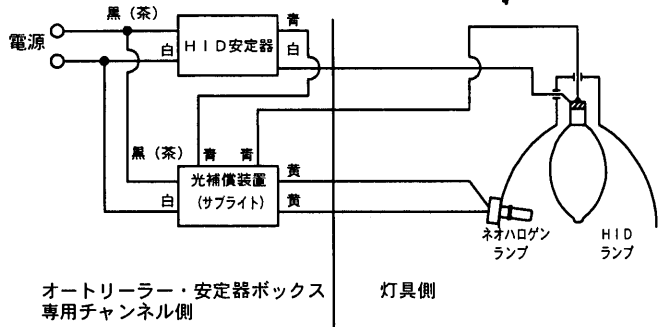 黒（茶）
青
電源
白
ＨＩＤ安定器
白
黒（茶）
青
青
光補償装置
（サブライト）
黄
白
黄
ネオハロゲン
ランプ
ＨＩＤ
ランプ
オートリーラー・安定器ボックス
専用チャンネル側
灯具側